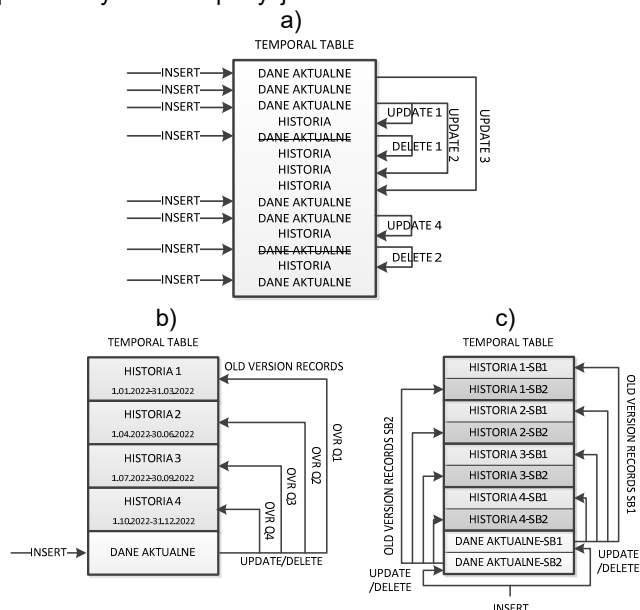 a)
TEMPORAL TABLE
INSERT DANE AKTUALNE
INSERT DANE AKTUALNE
INSERT DANE AKTUALNE
HISTORIA UPDATE 1
INSERT DANE AKTUALNE
HISTORIA DELETE 1
HISTORIA UPDATE 2
HISTORIA UPDATE 3
INSERT DANE AKTUALNE
INSERT DANE AKTUALNE
HISTORIA UPDATE 4
INSERT DANE AKTUALNE
HISTORIA DELETE 2
INSERT DANE AKTUALNE
b)
TEMPORAL TABLE
HISTORIA 1
1.01.2022-31.03.2022
HISTORIA 2
1.04.2022-30.06.2022
HISTORIA 3
1.07.2022-30.09.2022
HISTORIA 4
1.10.2022-31.12.2022
INSERT DANE AKTUALNE
OLD VERSION RECORDS
OVR Q1
OVR Q2
OVR Q3
OVR Q4
UPDATE/DELETE
c)
TEMPORAL TABLE
HISTORIA 1-SB1
HISTORIA 1-SB2
HISTORIA 2-SB1
HISTORIA 2-SB2
HISTORIA 3-SB1
HISTORIA 3-SB2
HISTORIA 4-SB1
HISTORIA 4-SB2
DANE AKTUALNE-SB1
DANE AKTUALNE-SB2
OLD VERSION RECORDS SB2
OLD VERSION RECORDS SB1
UPDATE
/DELETE
UPDATE
/DELETE
INSERT